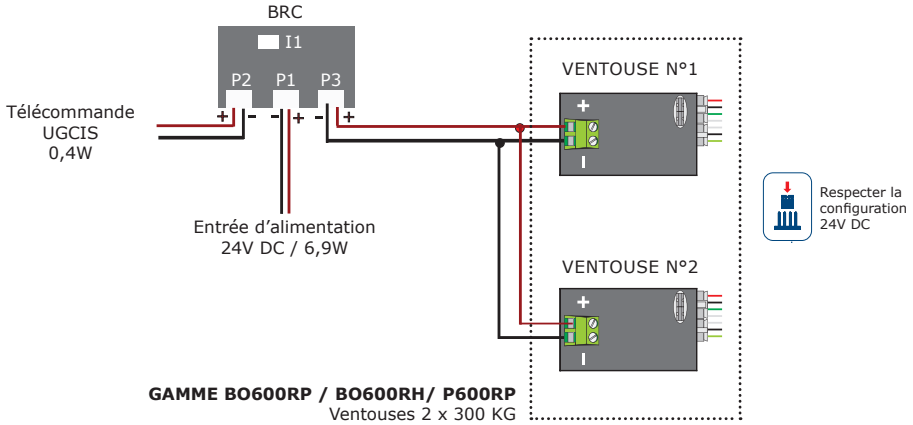 BRC
I1
P2 P1 P3
+ - - + - +
Télécommande
UGCIS
0,4W
Entrée d'alimentation
24V DC / 6,9W
VENTOUSE N°1
+
-
VENTOUSE N°2
+
-
Respecter la
configuration
24V DC
GAMME BO600RP / BO600RH/ P600RP
Ventouses 2 x 300 KG